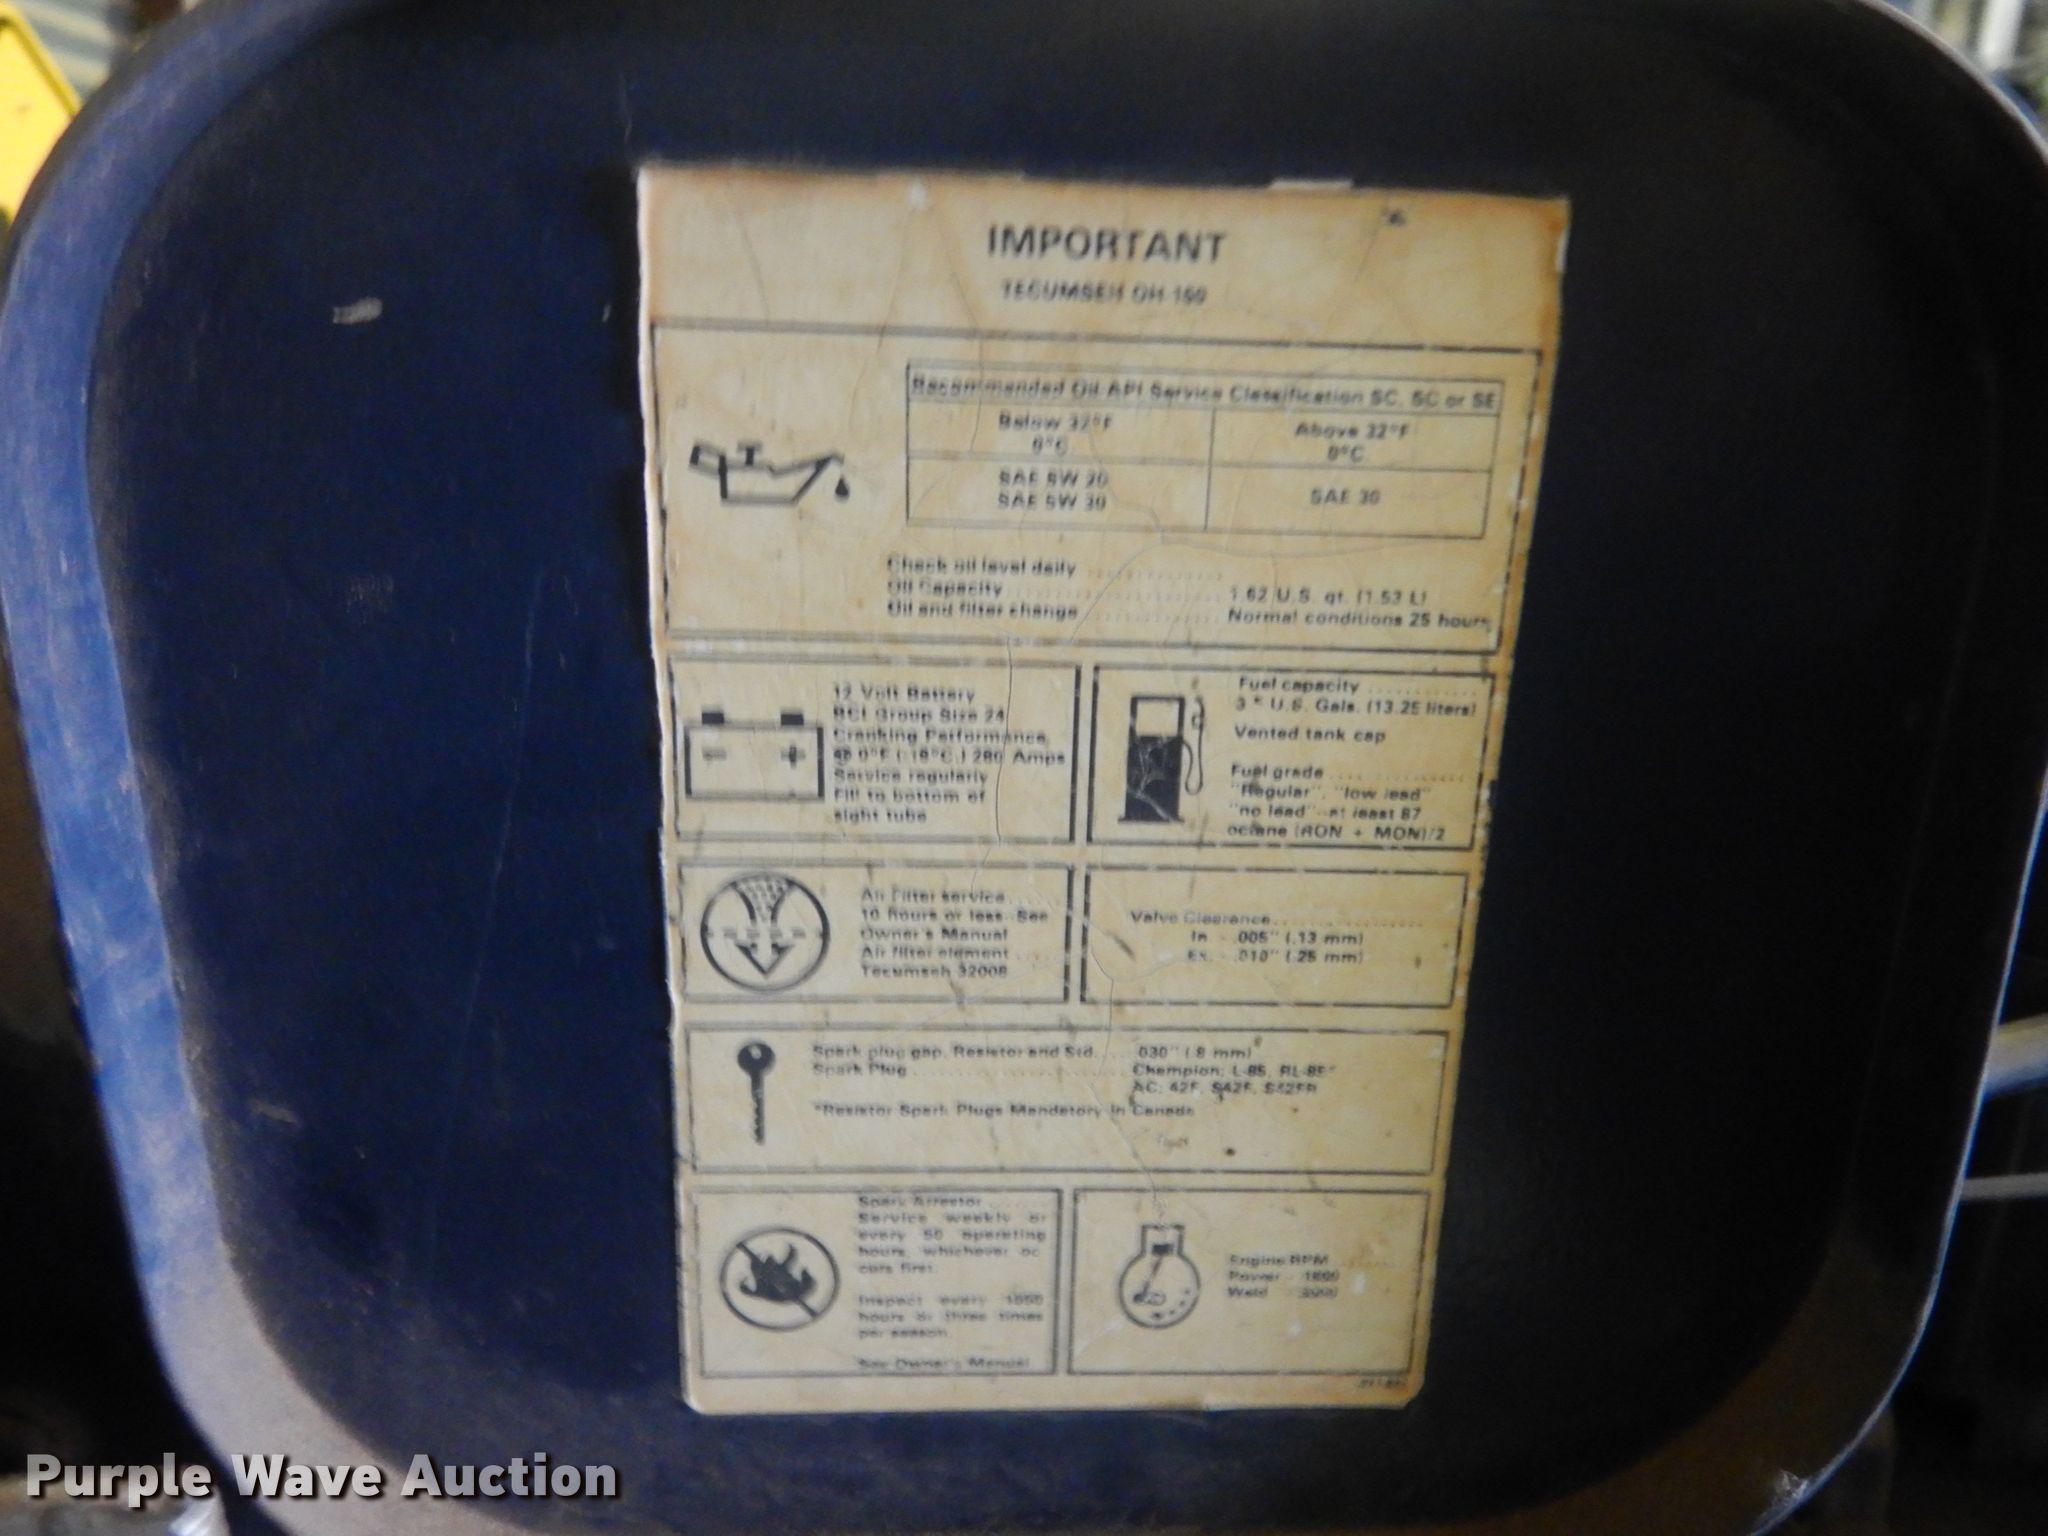 IMPORTANT
TECUMSEH OH 160
Recommended Oil API Service Classification SC, SC or SE
Below 32°F
0°C
Above 32°F
0°C
SAE 5W 20
SAE 5W 30
SAE 30
Check oil level daily
Oil Capacity 1.62 U.S. qt. (1.53 L)
Oil and filter change Normal conditions 25 hours
12 Volt Battery
BCI Group Size 24
Cranking Performance
@ 0°F (-18°C.) 280 Amps
Service regularly
Fill to bottom of
sight tube
Fuel capacity
U.S. Gals. (13.25 liters)
Vented tank cap
Fuel grade
"Regular", "low lead"
"no lead" - at least 87
octane (RON + MON)/2
Air Filter service
10 hours or less - See
Owner's Manual
Air filter element
Tecumseh 32008
Valve Clearance
In. - .005" (.13 mm)
Ex. - .010" (.25 mm)
Spark plug gap, Resistor and Std. .030" (.8 mm)
Spark Plug Champion; L-85, RL-85*
AC; 42F, S42F, S42FR
*Resistor Spark Plugs Mandatory in Canada
Spark Arrestor
Service weekly or
every 50 operating
hours, whichever oc-
curs first.
Inspect every
hours or three times
per season.
See Owner's Manual
Engine RPM
Power - 1800
Weld
Purple Wave Auction